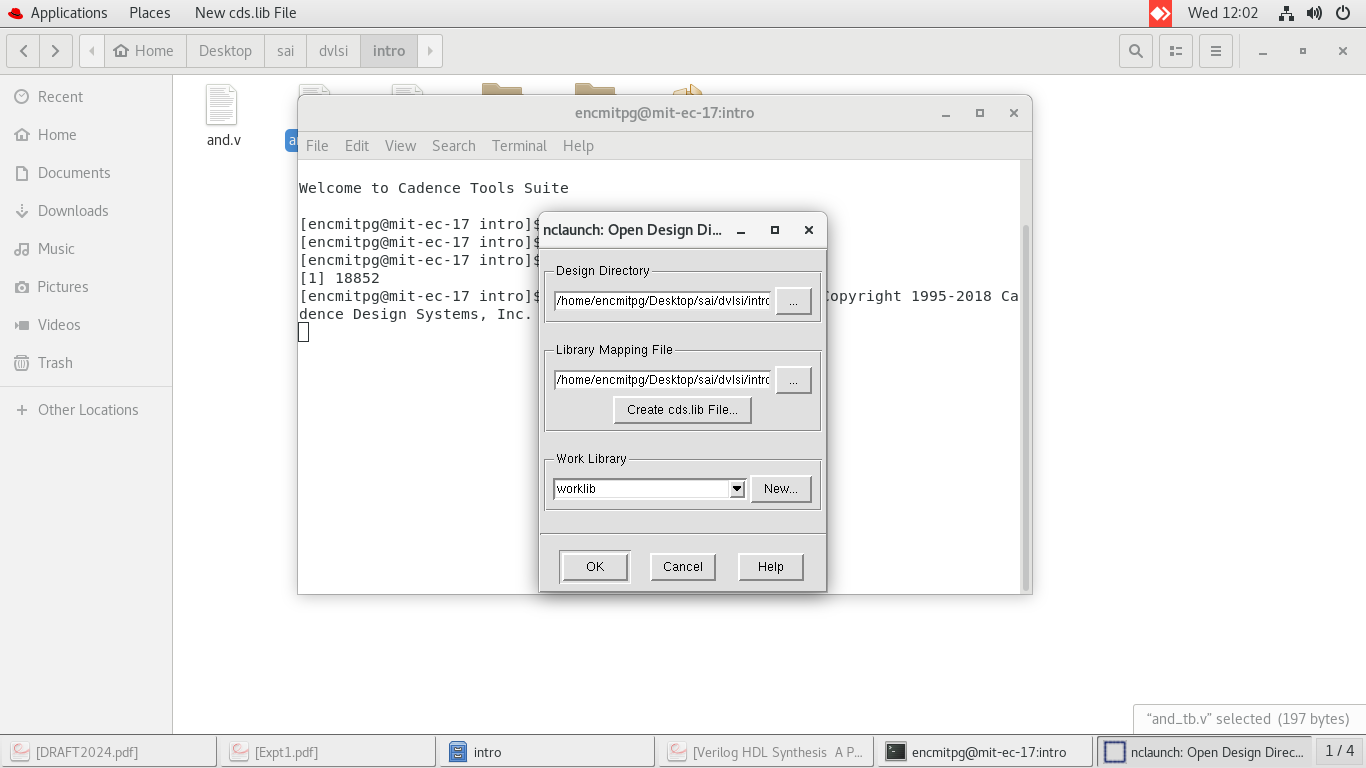 Applications Places New cds.lib File Wed 12:02
Home Desktop sai dvlsi intro
Recent
Home
Documents
Downloads
Music
Pictures
Videos
Trash
Other Locations
and.v
encmitpg@mit-ec-17:intro
File Edit View Search Terminal Help
Welcome to Cadence Tools Suite
[encmitpg@mit-ec-17 intro]$
[encmitpg@mit-ec-17 intro]$
[encmitpg@mit-ec-17 intro]$
[1] 18852
[encmitpg@mit-ec-17 intro]$ Copyright 1995-2018 Ca
dence Design Systems, Inc.
nclaunch: Open Design Di...
Design Directory
/home/encmitpg/Desktop/sai/dvlsi/intro ...
Library Mapping File
/home/encmitpg/Desktop/sai/dvlsi/intro ...
Create cds.lib File...
Work Library
worklib New...
OK Cancel Help
“and_tb.v” selected (197 bytes)
[DRAFT2024.pdf] [Expt1.pdf] intro [Verilog HDL Synthesis A P... encmitpg@mit-ec-17:intro nclaunch: Open Design Direc... 1 / 4